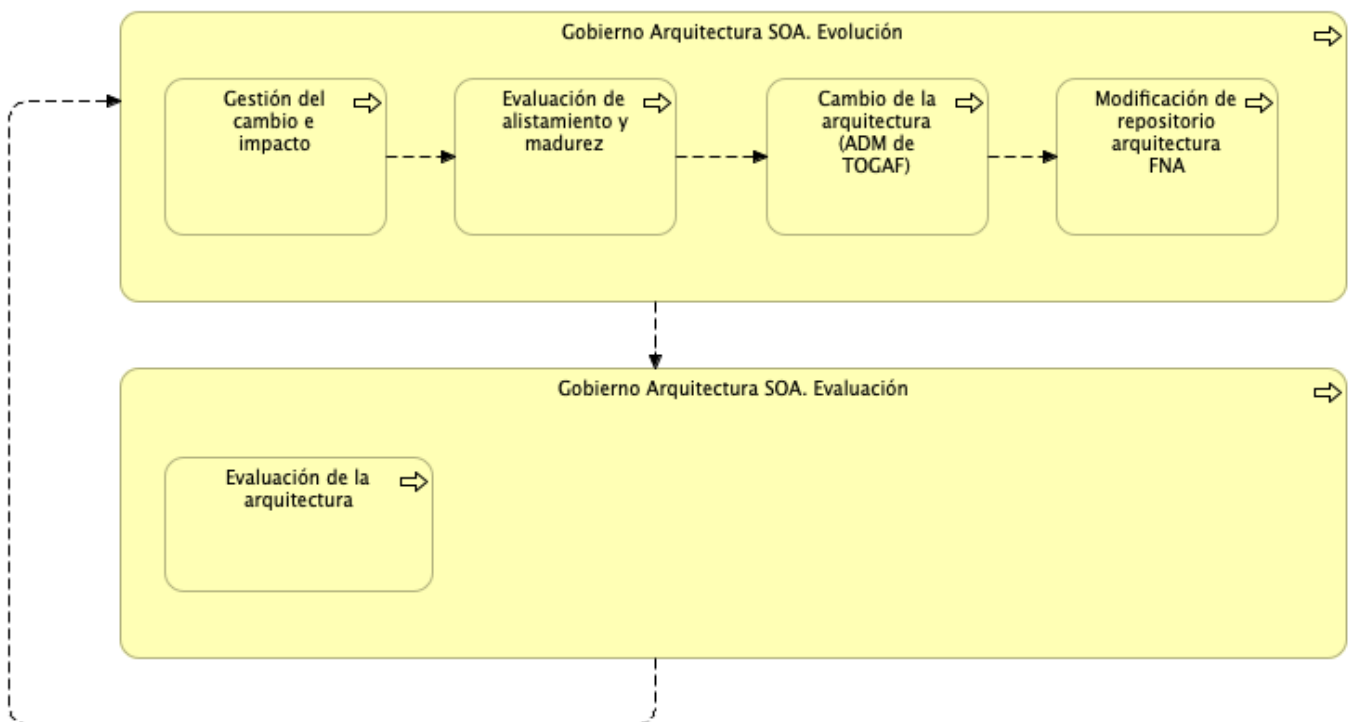 Gobierno Arquitectura SOA. Evolución
Gestión del
cambio e
impacto
Evaluación de
alistamiento y
madurez
Cambio de la
arquitectura
(ADM de
TOGAF)
Modificación de
repositorio
arquitectura
FNA
Gobierno Arquitectura SOA. Evaluación
Evaluación de la
arquitectura